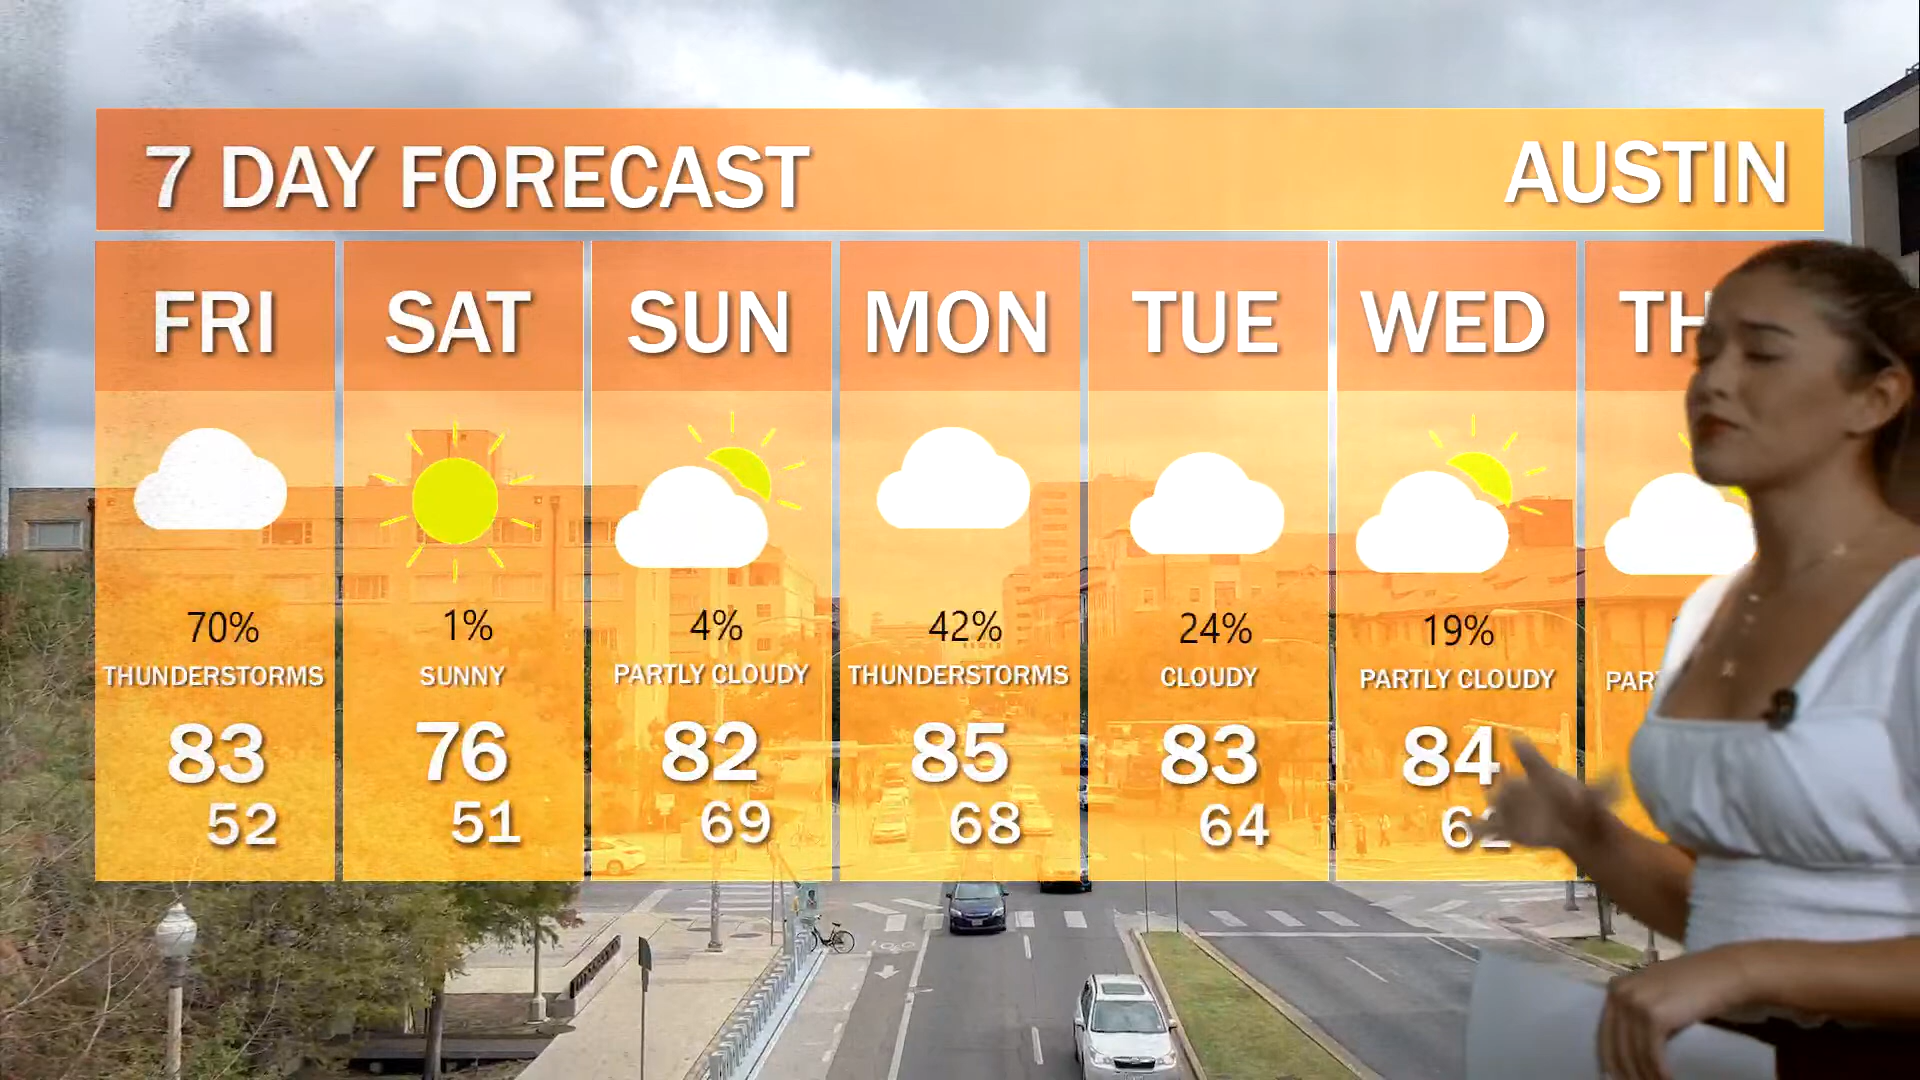 7 DAY FORECAST
AUSTIN
FRI
SAT
SUN
MON
TUE
WED
70%
1%
4%
42%
24%
19%
THUNDERSTORMS
SUNNY
PARTLY CLOUDY
THUNDERSTORMS
CLOUDY
PARTLY CLOUDY
83
76
82
85
83
84
52
51
69
68
64